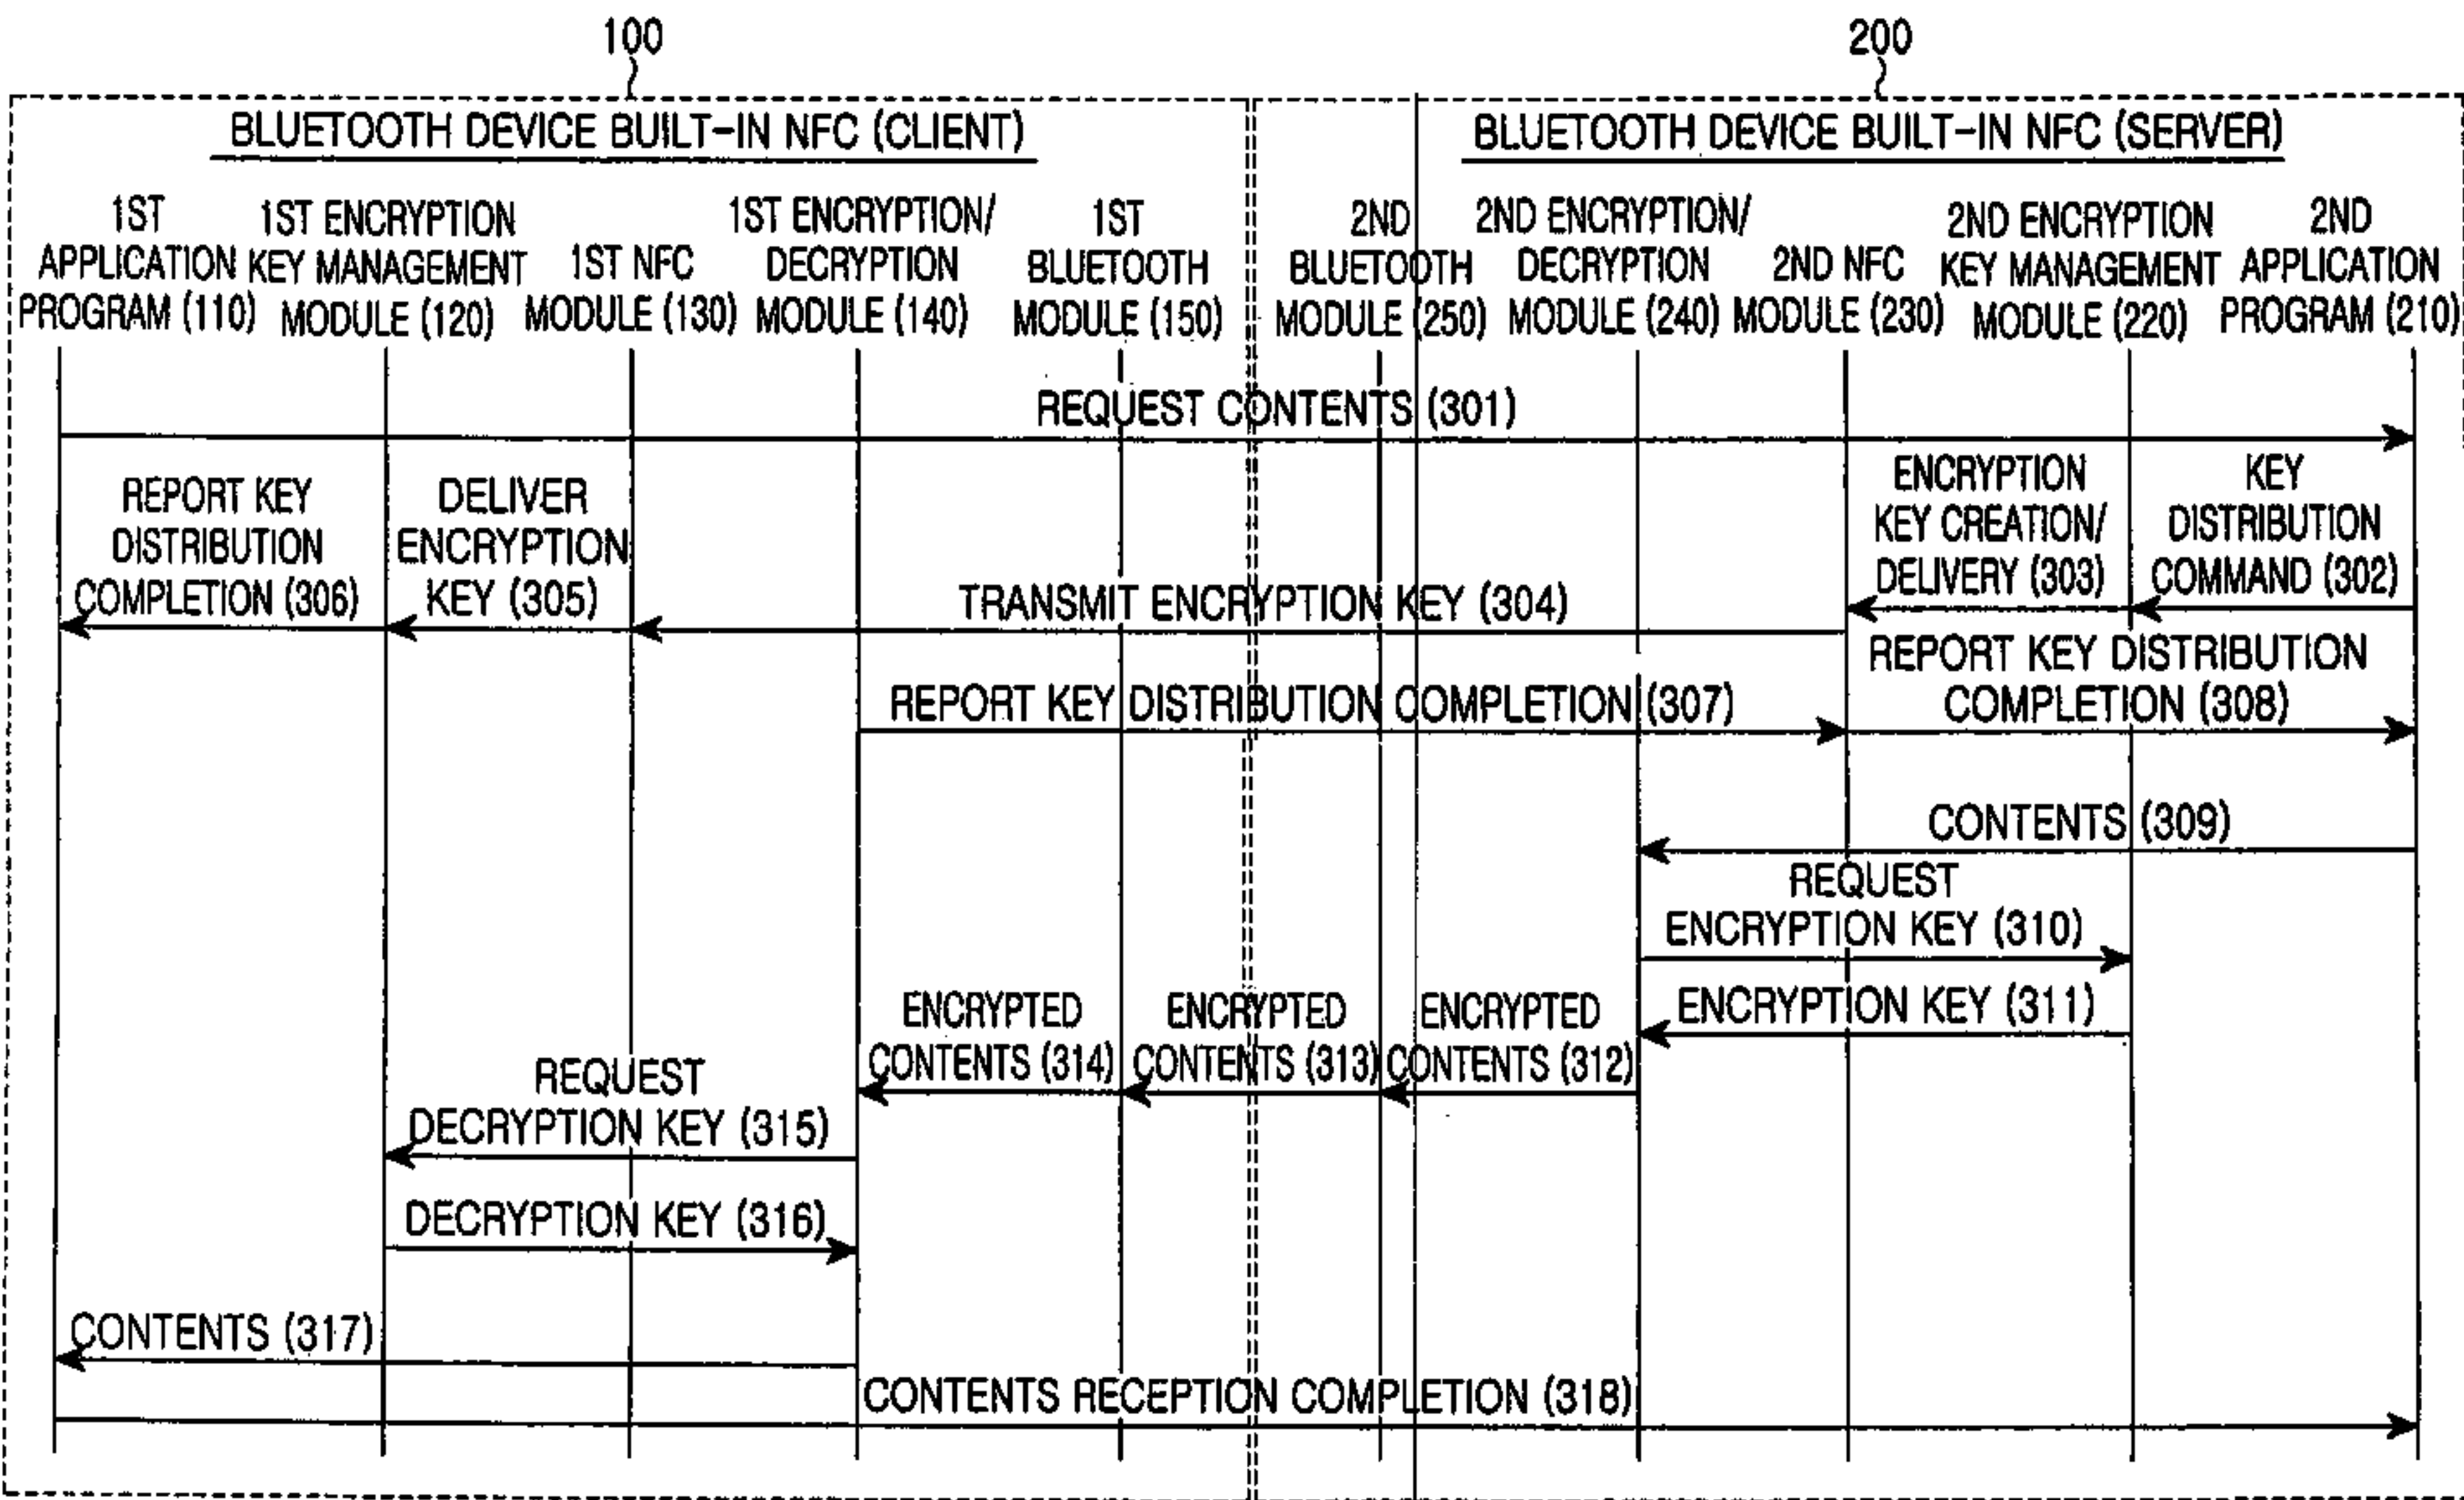 100
200
BLUETOOTH DEVICE BUILT-IN NFC (CLIENT)
BLUETOOTH DEVICE BUILT-IN NFC (SERVER)
1ST
APPLICATION
PROGRAM (110)
1ST ENCRYPTION
KEY MANAGEMENT
MODULE (120)
1ST NFC
MODULE (130)
1ST ENCRYPTION/
DECRYPTION
MODULE (140)
1ST
BLUETOOTH
MODULE (150)
2ND
BLUETOOTH
MODULE (250)
2ND ENCRYPTION/
DECRYPTION
MODULE (240)
2ND NFC
MODULE (230)
2ND ENCRYPTION
KEY MANAGEMENT
MODULE (220)
2ND
APPLICATION
PROGRAM (210)
REQUEST CONTENTS (301)
KEY
DISTRIBUTION
COMMAND (302)
ENCRYPTION
KEY CREATION/
DELIVERY (303)
TRANSMIT ENCRYPTION KEY (304)
DELIVER
ENCRYPTION
KEY (305)
REPORT KEY
DISTRIBUTION
COMPLETION (306)
REPORT KEY DISTRIBUTION COMPLETION (307)
REPORT KEY DISTRIBUTION
COMPLETION (308)
CONTENTS (309)
REQUEST
ENCRYPTION KEY (310)
ENCRYPTION KEY (311)
ENCRYPTED
CONTENTS (312)
ENCRYPTED
CONTENTS (313)
ENCRYPTED
CONTENTS (314)
REQUEST
DECRYPTION KEY (315)
DECRYPTION KEY (316)
CONTENTS (317)
CONTENTS RECEPTION COMPLETION (318)